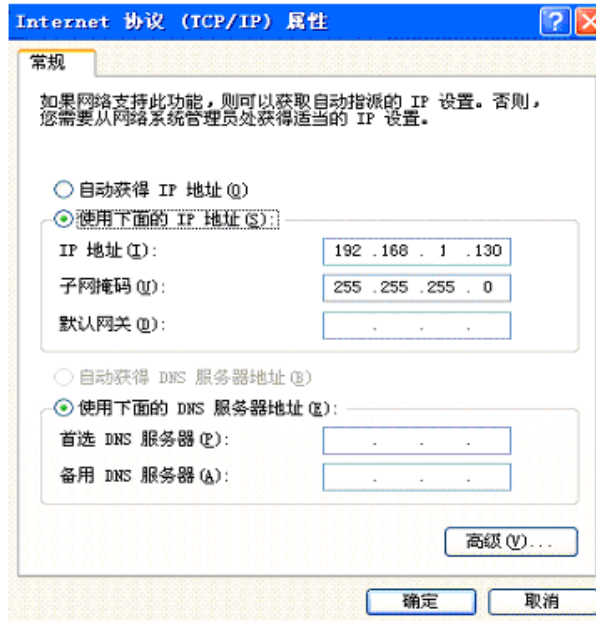 Internet 协议 (TCP/IP) 属性
常规
如果网络支持此功能，则可以获取自动指派的 IP 设置。否则，
您需要从网络系统管理员处获得适当的 IP 设置。
自动获得 IP 地址(O)
使用下面的 IP 地址(S):
IP 地址(I): 192 .168 . 1 .130
子网掩码(U): 255 .255 .255 . 0
默认网关(D): . . .
自动获得 DNS 服务器地址(B)
使用下面的 DNS 服务器地址(E):
首选 DNS 服务器(P): . . .
备用 DNS 服务器(A): . . .
高级(V)...
确定 取消